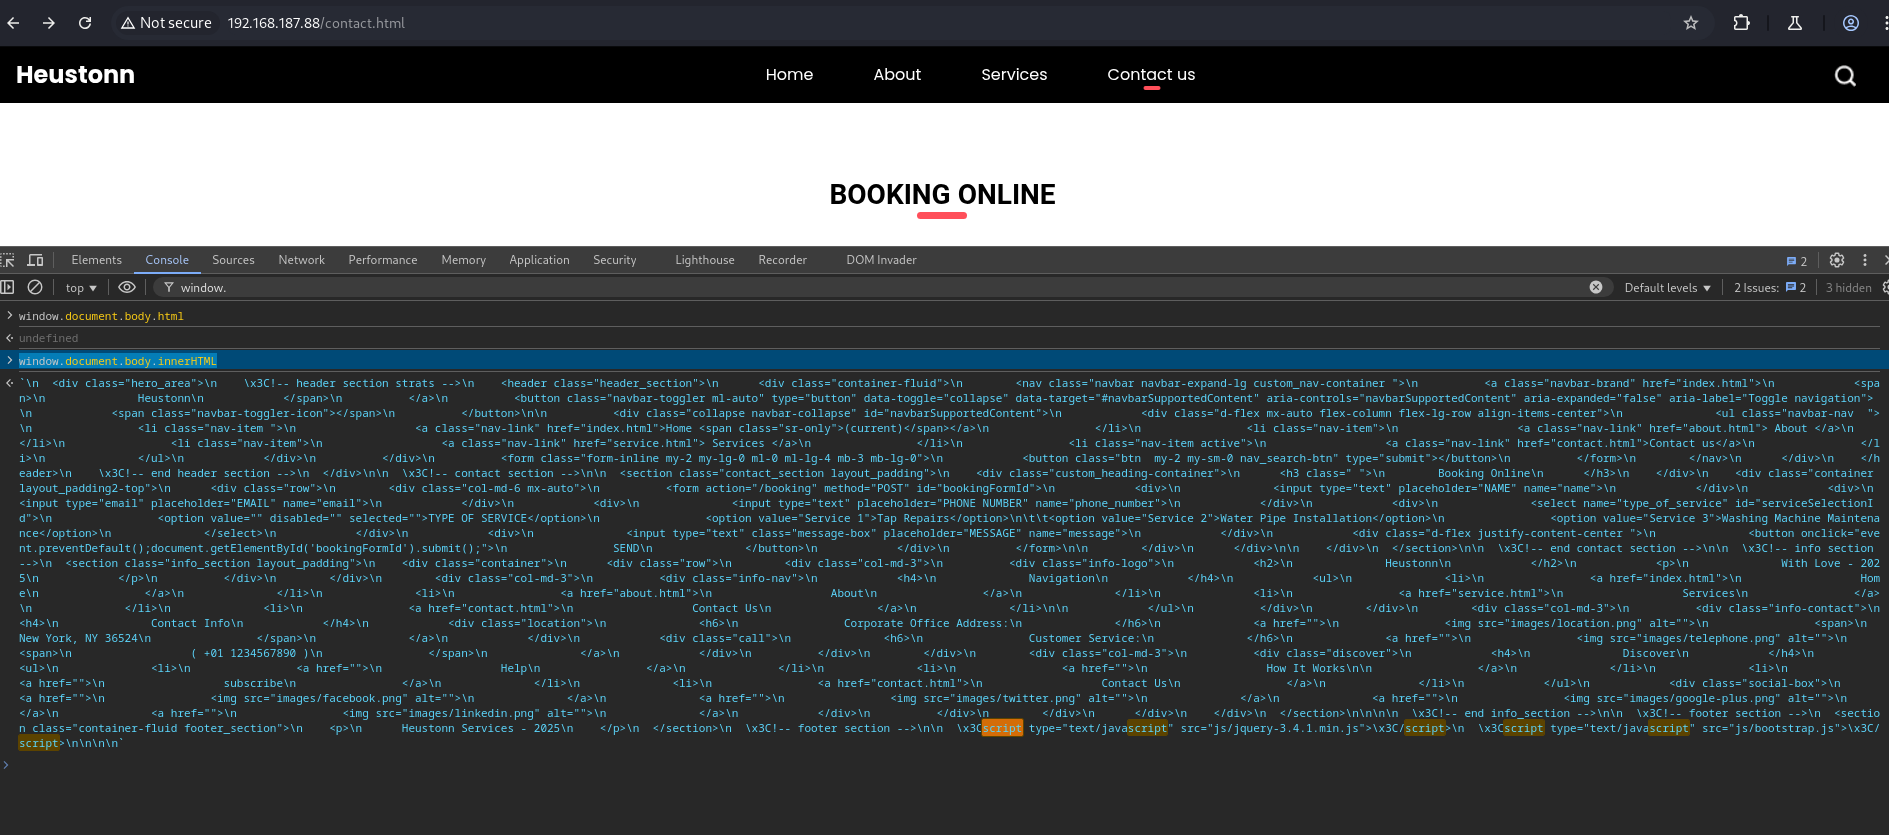 Not secure 192.168.187.88/contact.html
Heustonn
Home About Services Contact us
BOOKING ONLINE
Elements Console Sources Network Performance Memory Application Security Lighthouse Recorder DOM Invader 2
top window. Default levels 2 Issues: 2 3 hidden
window.document.body.html
undefined
window.document.body.innerHTML
`\n <div class="hero_area">\n \x3C!-- header section strats -->\n <header class="header_section">\n <div class="container-fluid">\n <nav class="navbar navbar-expand-lg custom_nav-container ">\n <a class="navbar-brand" href="index.html">\n <spa
n>\n Heustonn\n </span>\n </a>\n <button class="navbar-toggler ml-auto" type="button" data-toggle="collapse" data-target="#navbarSupportedContent" aria-controls="navbarSupportedContent" aria-expanded="false" aria-label="Toggle navigation">
\n <span class="navbar-toggler-icon"></span>\n </button>\n\n <div class="collapse navbar-collapse" id="navbarSupportedContent">\n <div class="d-flex mx-auto flex-column flex-lg-row align-items-center">\n <ul class="navbar-nav ">
\n <li class="nav-item ">\n <a class="nav-link" href="index.html">Home <span class="sr-only">(current)</span></a>\n </li>\n <li class="nav-item">\n <a class="nav-link" href="about.html"> About </a>\n
</li>\n <li class="nav-item">\n <a class="nav-link" href="service.html"> Services </a>\n </li>\n <li class="nav-item active">\n <a class="nav-link" href="contact.html">Contact us</a>\n </l
i>\n </ul>\n </div>\n </div>\n <form class="form-inline my-2 my-lg-0 ml-0 ml-lg-4 mb-3 mb-lg-0">\n <button class="btn my-2 my-sm-0 nav_search-btn" type="submit"></button>\n </form>\n </nav>\n </div>\n </h
eader>\n \x3C!-- end header section -->\n </div>\n\n \x3C!-- contact section -->\n\n <section class="contact_section layout_padding">\n <div class="custom_heading-container">\n <h3 class=" ">\n Booking Online\n </h3>\n </div>\n <div class="container
layout_padding2-top">\n <div class="row">\n <div class="col-md-6 mx-auto">\n <form action="/booking" method="POST" id="bookingFormId">\n <div>\n <input type="text" placeholder="NAME" name="name">\n </div>\n <div>\n
<input type="email" placeholder="EMAIL" name="email">\n </div>\n <div>\n <input type="text" placeholder="PHONE NUMBER" name="phone_number">\n </div>\n <div>\n <select name="type_of_service" id="serviceSelectionI
d">\n <option value="" disabled="" selected="">TYPE OF SERVICE</option>\n <option value="Service 1">Tap Repairs</option>\n\t\t<option value="Service 2">Water Pipe Installation</option>\n <option value="Service 3">Washing Machine Maintena
nce</option>\n </select>\n </div>\n <div>\n <input type="text" class="message-box" placeholder="MESSAGE" name="message">\n </div>\n <div class="d-flex justify-content-center ">\n <button onclick="eve
nt.preventDefault();document.getElementById('bookingFormId').submit();">\n SEND\n </button>\n </div>\n </form>\n\n </div>\n </div>\n\n </div>\n </section>\n\n \x3C!-- end contact section -->\n\n \x3C!-- info section
-->\n <section class="info_section layout_padding">\n <div class="container">\n <div class="row">\n <div class="col-md-3">\n <div class="info-logo">\n <h2>\n Heustonn\n </h2>\n <p>\n With Love - 202
5\n </p>\n </div>\n </div>\n <div class="col-md-3">\n <div class="info-nav">\n <h4>\n Navigation\n </h4>\n <ul>\n <li>\n <a href="index.html">\n Hom
e\n </a>\n </li>\n <li>\n <a href="about.html">\n About\n </a>\n </li>\n <li>\n <a href="service.html">\n Services\n </a>
\n </li>\n <li>\n <a href="contact.html">\n Contact Us\n </a>\n </li>\n\n </ul>\n </div>\n </div>\n <div class="col-md-3">\n <div class="info-contact">\n
<h4>\n Contact Info\n </h4>\n <div class="location">\n <h6>\n Corporate Office Address:\n </h6>\n <a href="">\n <img src="images/location.png" alt="">\n <span>\n
New York, NY 36524\n </span>\n </a>\n </div>\n <div class="call">\n <h6>\n Customer Service:\n </h6>\n <a href="">\n <img src="images/telephone.png" alt="">\n
<span>\n ( +01 1234567890 )\n </span>\n </a>\n </div>\n </div>\n </div>\n <div class="col-md-3">\n <div class="discover">\n <h4>\n Discover\n </h4>\n
<ul>\n <li>\n <a href="">\n Help\n </a>\n </li>\n <li>\n <a href="">\n How It Works\n\n </a>\n </li>\n <li>\n
<a href="">\n subscribe\n </a>\n </li>\n <li>\n <a href="contact.html">\n Contact Us\n </a>\n </li>\n </ul>\n <div class="social-box">\n
<a href="">\n <img src="images/facebook.png" alt="">\n </a>\n <a href="">\n <img src="images/twitter.png" alt="">\n </a>\n <a href="">\n <img src="images/google-plus.png" alt="">\n
</a>\n <a href="">\n <img src="images/linkedin.png" alt="">\n </a>\n </div>\n </div>\n </div>\n </div>\n </div>\n </section>\n\n\n\n \x3C!-- end info_section -->\n\n \x3C!-- footer section -->\n <sectio
n class="container-fluid footer_section">\n <p>\n Heustonn Services - 2025\n </p>\n </section>\n \x3C!-- footer section -->\n\n \x3Cscript type="text/javascript" src="js/jquery-3.4.1.min.js">\x3C/script>\n \x3Cscript type="text/javascript" src="js/bootstrap.js">\x3C/
script>\n\n\n\n`